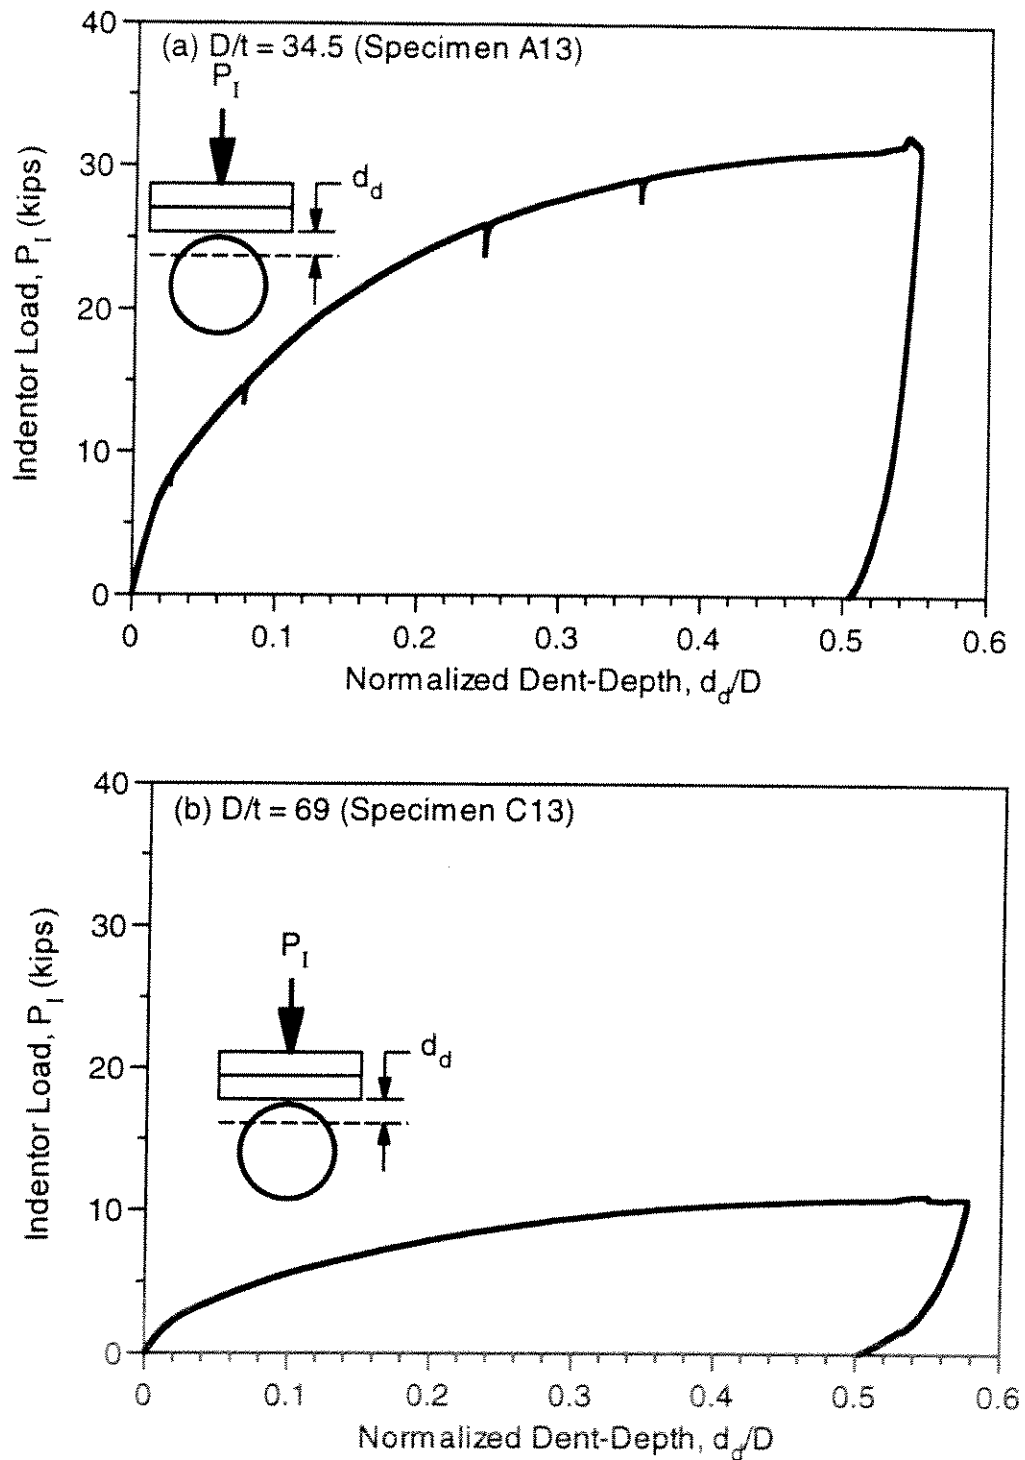 40
(a) D/t = 34.5 (Specimen A13)
P_I
30
d_d
20
10
0
Indentor Load, P_I (kips)
0 0.1 0.2 0.3 0.4 0.5 0.6
Normalized Dent-Depth, d_d/D
40
(b) D/t = 69 (Specimen C13)
30
P_I
20
d_d
10
0
Indentor Load, P_I (kips)
0 0.1 0.2 0.3 0.4 0.5 0.6
Normalized Dent-Depth, d_d/D